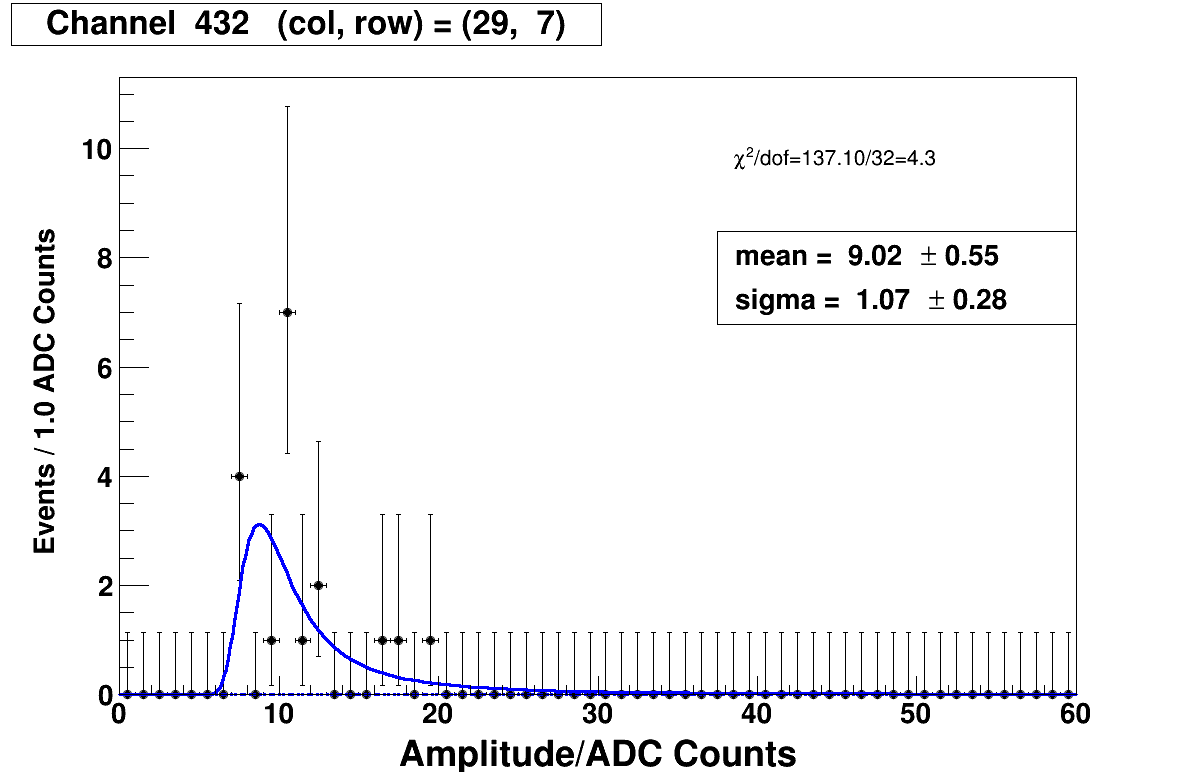 Channel 432 (col, row) = (29, 7)
χ2/dof=137.10/32=4.3
mean = 9.02 ± 0.55
sigma = 1.07 ± 0.28
Events / 1.0 ADC Counts
10
8
6
4
2
0
0 10 20 30 40 50 60
Amplitude/ADC Counts